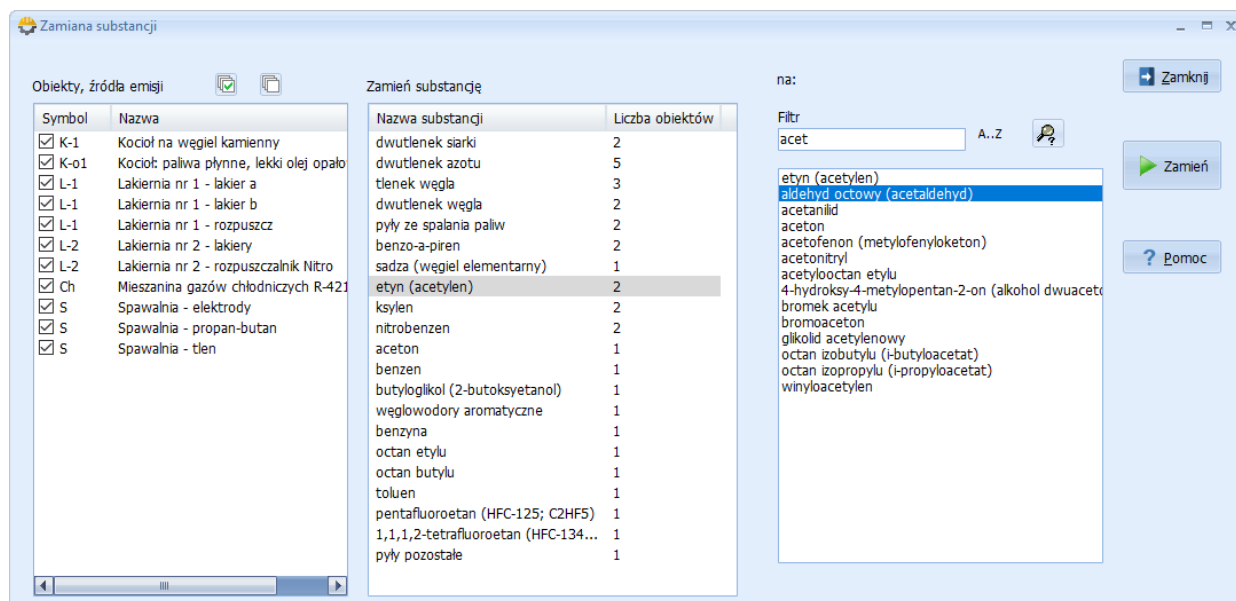 Zamiana substancji
Obiekty, źródła emisji
Symbol Nazwa
K-1 Kocioł na węgiel kamienny
K-o1 Kocioł: paliwa płynne, lekki olej opało
L-1 Lakiernia nr 1 - lakier a
L-1 Lakiernia nr 1 - lakier b
L-1 Lakiernia nr 1 - rozpuszcz
L-2 Lakiernia nr 2 - lakiery
L-2 Lakiernia nr 2 - rozpuszczalnik Nitro
Ch Mieszanina gazów chłodniczych R-421
S Spawalnia - elektrody
S Spawalnia - propan-butan
S Spawalnia - tlen
Zamień substancję
Nazwa substancji Liczba obiektów
dwutlenek siarki 2
dwutlenek azotu 5
tlenek węgla 3
dwutlenek węgla 2
pyły ze spalania paliw 2
benzo-a-piren 2
sadza (węgiel elementarny) 1
etyn (acetylen) 2
ksylen 2
nitrobenzen 2
aceton 1
benzen 1
butyloglikol (2-butoksyetanol) 1
węglowodory aromatyczne 1
benzyna 1
octan etylu 1
octan butylu 1
toluen 1
pentafluoroetan (HFC-125; C2HF5) 1
1,1,1,2-tetrafluoroetan (HFC-134... 1
pyły pozostałe 1
na:
Filtr
acet A..Z
etyn (acetylen)
aldehyd octowy (acetaldehyd)
acetanilid
aceton
acetofenon (metylofenyloketon)
acetonitryl
acetylooctan etylu
4-hydroksy-4-metylopentan-2-on (alkohol dwuaceto
bromek acetylu
bromoaceton
glikolid acetylenowy
octan izobutylu (i-butyloacetat)
octan izopropylu (i-propyloacetat)
winyloacetylen
Zamknij
Zamień
Pomoc